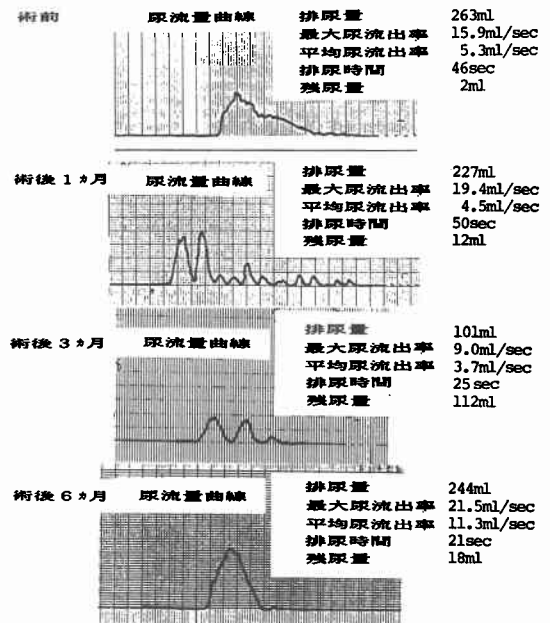 術前 尿流量曲線 排尿量 263ml
最大尿流出率 15.9ml/sec
平均尿流出率 5.3ml/sec
排尿時間 46sec
残尿量 2ml
術後1ヵ月 尿流量曲線 排尿量 227ml
最大尿流出率 19.4ml/sec
平均尿流出率 4.5ml/sec
排尿時間 50sec
残尿量 12ml
術後3ヵ月 尿流量曲線 排尿量 101ml
最大尿流出率 9.0ml/sec
平均尿流出率 3.7ml/sec
排尿時間 25sec
残尿量 112ml
術後6ヵ月 尿流量曲線 排尿量 244ml
最大尿流出率 21.5ml/sec
平均尿流出率 11.3ml/sec
排尿時間 21sec
残尿量 18ml